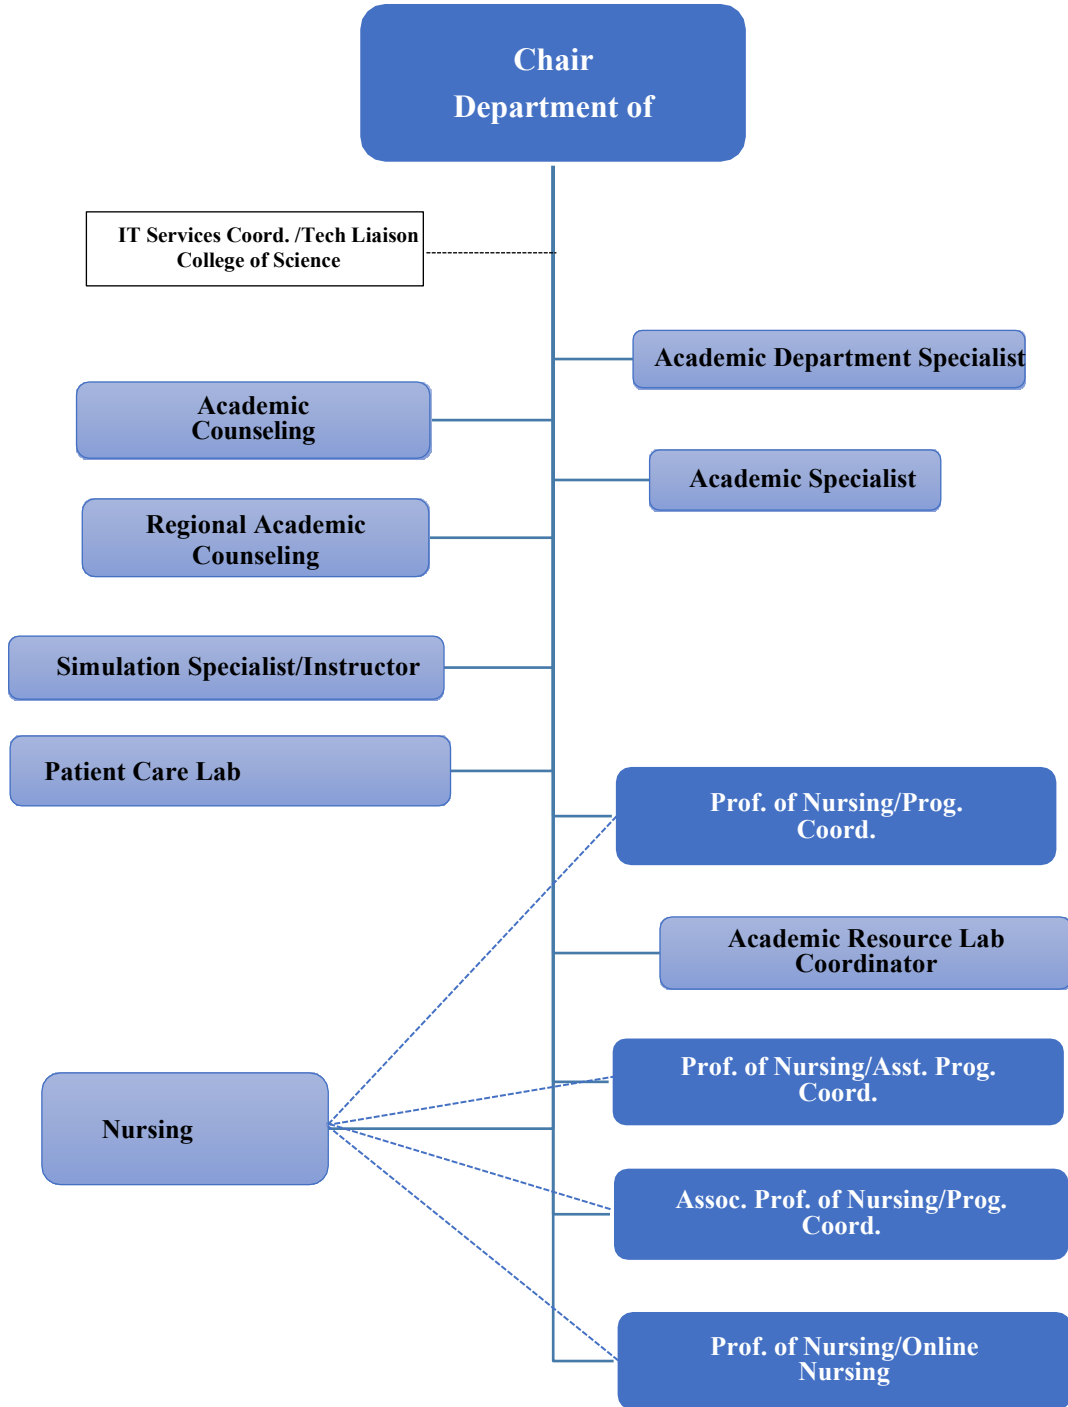 Chair
Department of
IT Services Coord. /Tech Liaison
College of Science
Academic Department Specialist
Academic
Counseling
Academic Specialist
Regional Academic
Counseling
Simulation Specialist/Instructor
Patient Care Lab
Prof. of Nursing/Prog.
Coord.
Academic Resource Lab
Coordinator
Prof. of Nursing/Asst. Prog.
Coord.
Nursing
Assoc. Prof. of Nursing/Prog.
Coord.
Prof. of Nursing/Online
Nursing